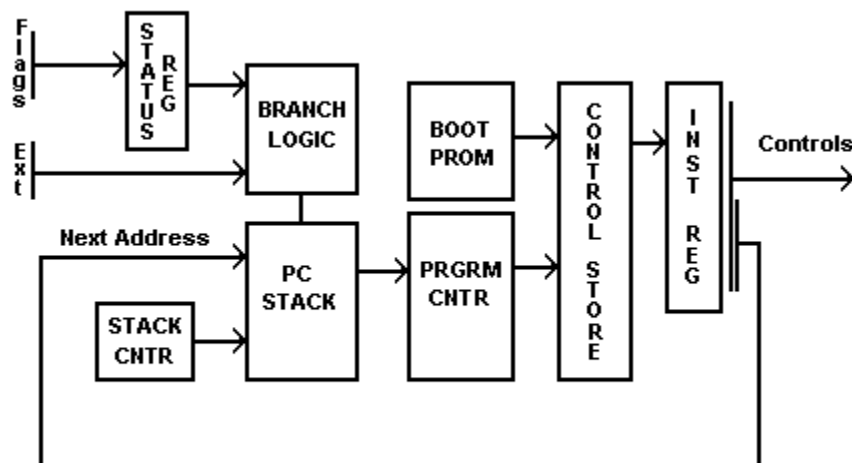 Flags
STATUS
REG
BRANCH
LOGIC
BOOT
PROM
CONTROL STORE
INST REG
Controls
Ext
Next Address
PC
STACK
PRGRM
CNTR
STACK
CNTR